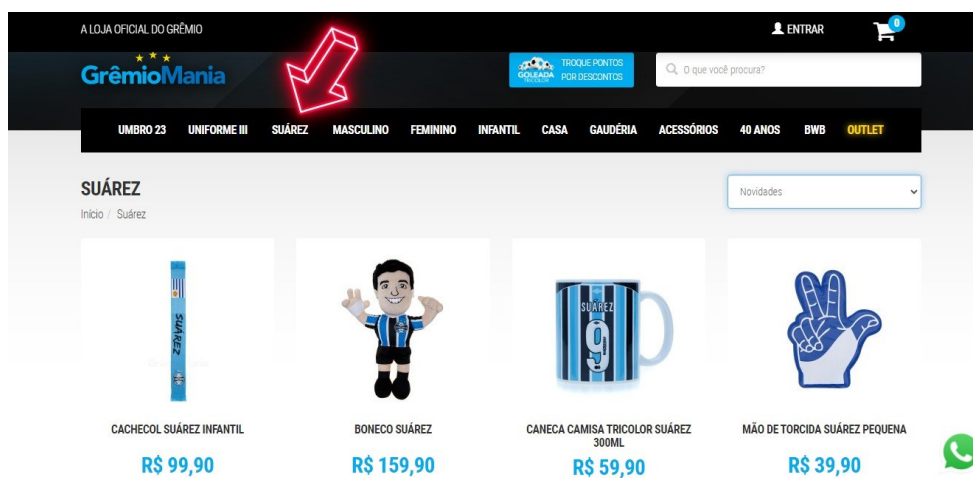 A LOJA OFICIAL DO GRÊMIO
ENTRAR
0
GrêmioMania
GOLEADA
TRICOLOR
TROQUE PONTOS
POR DESCONTOS
O que você procura?
UMBRO 23 UNIFORME III SUÁREZ MASCULINO FEMININO INFANTIL CASA GAUDÉRIA ACESSÓRIOS 40 ANOS BWB OUTLET
SUÁREZ
Novidades
Início / Suárez
SUÁREZ
SUÁREZ
9
CACHECOL SUÁREZ INFANTIL
BONECO SUÁREZ
CANECA CAMISA TRICOLOR SUÁREZ
300ML
MÃO DE TORCIDA SUÁREZ PEQUENA
R$ 99,90
R$ 159,90
R$ 59,90
R$ 39,90